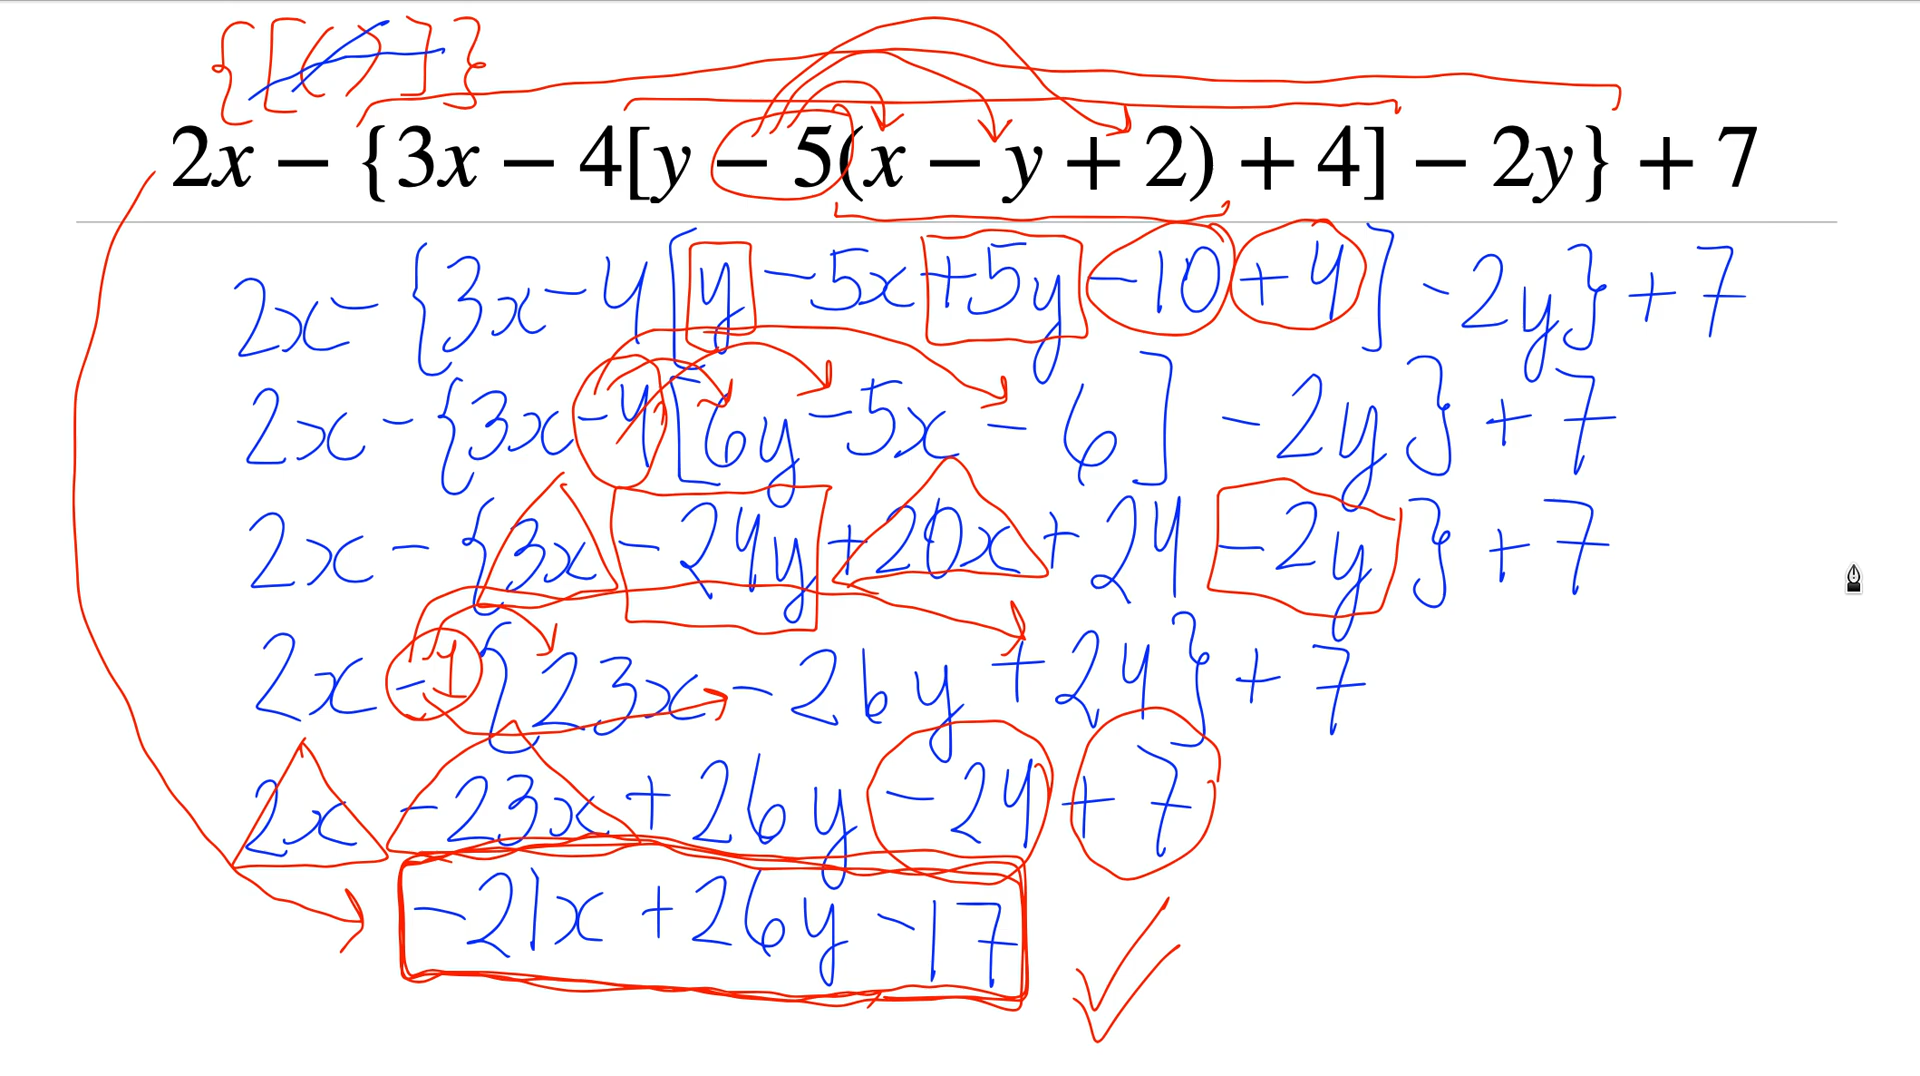 {[( )]}
2x − {3x − 4[y − 5(x − y + 2) + 4] − 2y} + 7
2x − {3x − 4[y − 5x + 5y − 10 + 4] − 2y} + 7
2x − {3x − 4[6y − 5x − 6] − 2y} + 7
2x − {3x − 24y + 20x + 24 − 2y} + 7
2x − 1{23x − 26y + 24} + 7
2x − 23x + 26y − 24 + 7
−21x + 26y − 17